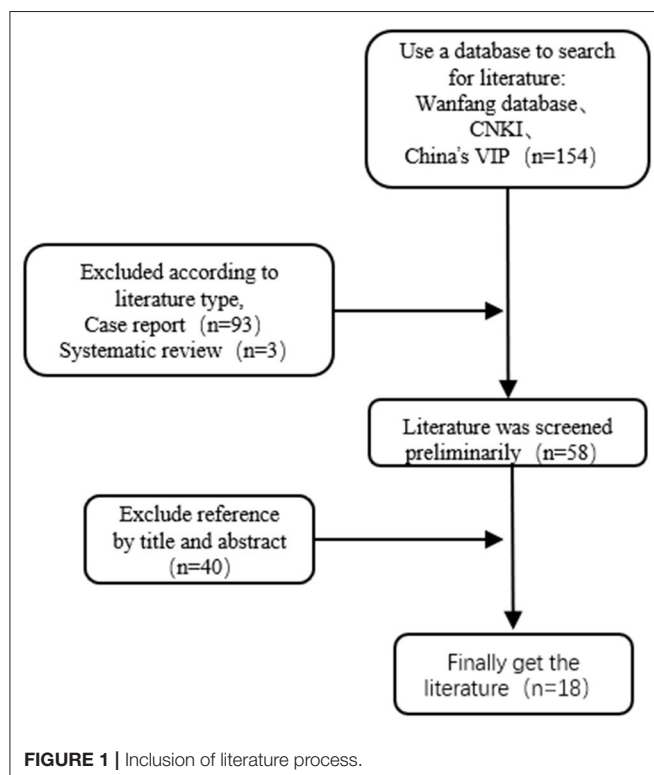 Use a database to search
for literature:
Wanfang database、
CNKI、
China's VIP（n=154）
Excluded according to
literature type,
Case report（n=93）
Systematic review（n=3）
Literature was screened
preliminarily（n=58）
Exclude reference
by title and abstract
（n=40）
Finally get the
literature（n=18）
FIGURE 1 | Inclusion of literature process.